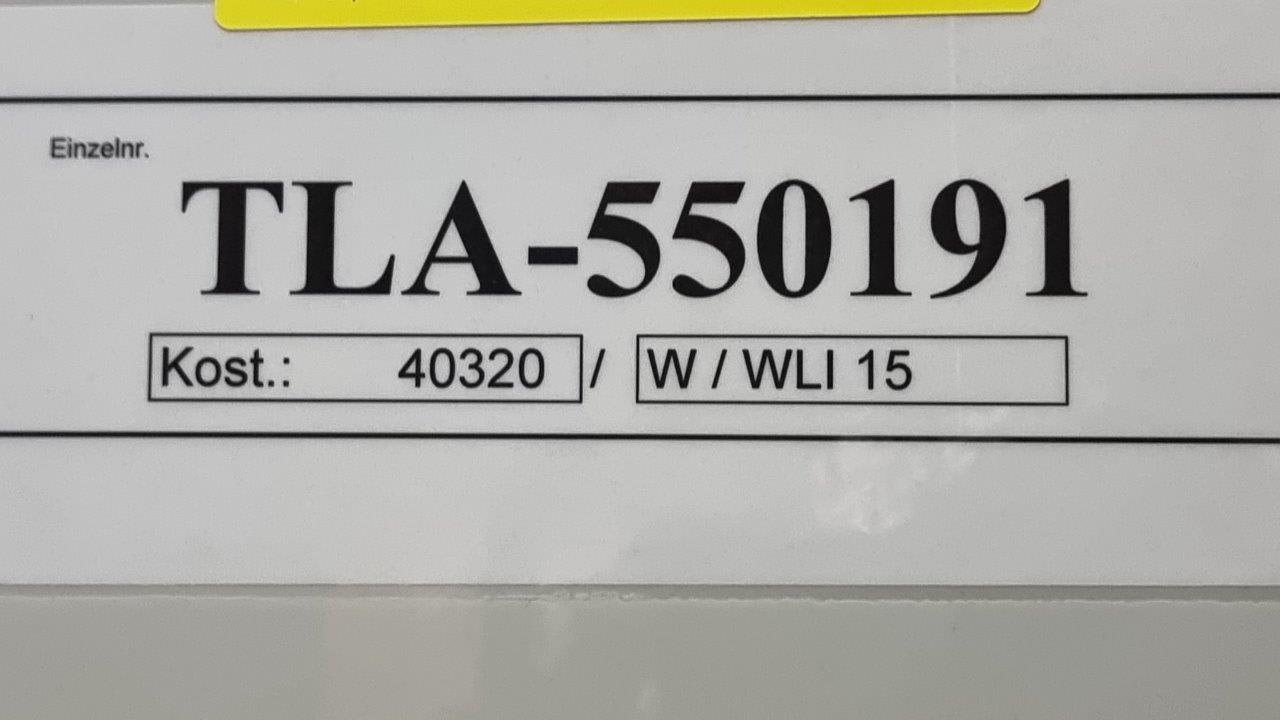 Einzelnr.
TLA-550191
Kost.: 40320 / W / WLI 15